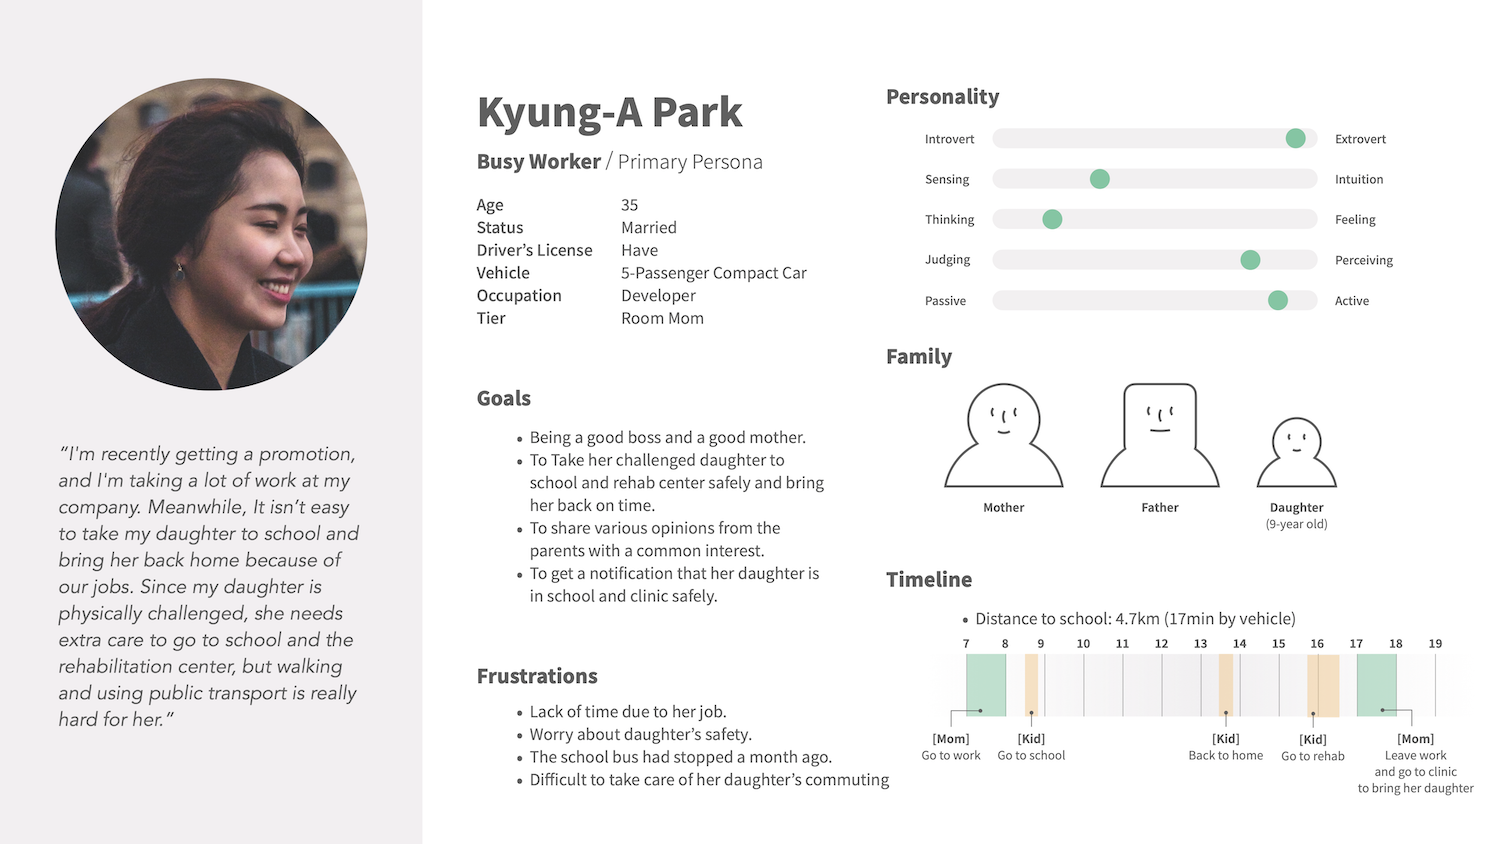 “I'm recently getting a promotion,
and I'm taking a lot of work at my
company. Meanwhile, It isn’t easy
to take my daughter to school and
bring her back home because of
our jobs. Since my daughter is
physically challenged, she needs
extra care to go to school and the
rehabilitation center, but walking
and using public transport is really
hard for her.”
Kyung-A Park
Busy Worker / Primary Persona
Age 35
Status Married
Driver’s License Have
Vehicle 5-Passenger Compact Car
Occupation Developer
Tier Room Mom
Goals
• Being a good boss and a good mother.
• To Take her challenged daughter to
school and rehab center safely and bring
her back on time.
• To share various opinions from the
parents with a common interest.
• To get a notification that her daughter is
in school and clinic safely.
Frustrations
• Lack of time due to her job.
• Worry about daughter’s safety.
• The school bus had stopped a month ago.
• Difficult to take care of her daughter’s commuting
Personality
Introvert Extrovert
Sensing Intuition
Thinking Feeling
Judging Perceiving
Passive Active
Family
Mother Father Daughter
(9-year old)
Timeline
• Distance to school: 4.7km (17min by vehicle)
7 8 9 10 11 12 13 14 15 16 17 18 19
[Mom] [Kid] [Kid] [Kid] [Mom]
Go to work Go to school Back to home Go to rehab Leave work
and go to clinic
to bring her daughter